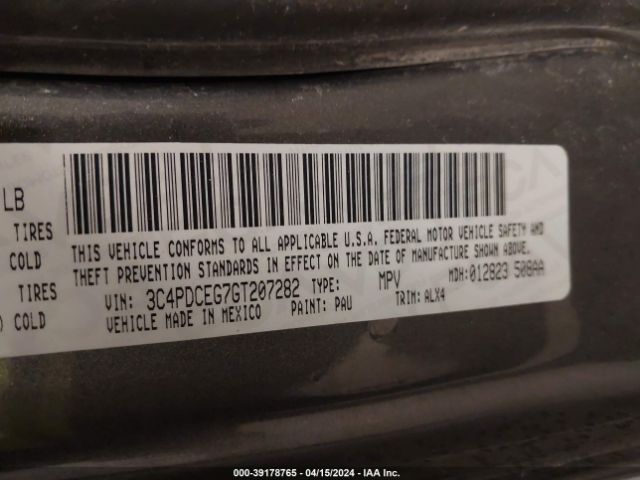 LB
TIRES
COLD
TIRES
) COLD
THIS VEHICLE CONFORMS TO ALL APPLICABLE U.S.A. FEDERAL MOTOR VEHICLE SAFETY AND
THEFT PREVENTION STANDARDS IN EFFECT ON THE DATE OF MANUFACTURE SHOWN ABOVE.
VIN: 3C4PDCEG7GT207282 TYPE: MPV MDH: 012823 508AA
VEHICLE MADE IN MEXICO PAINT: PAU TRIM: ALX4
000-39178765 - 04/15/2024 - IAA Inc.